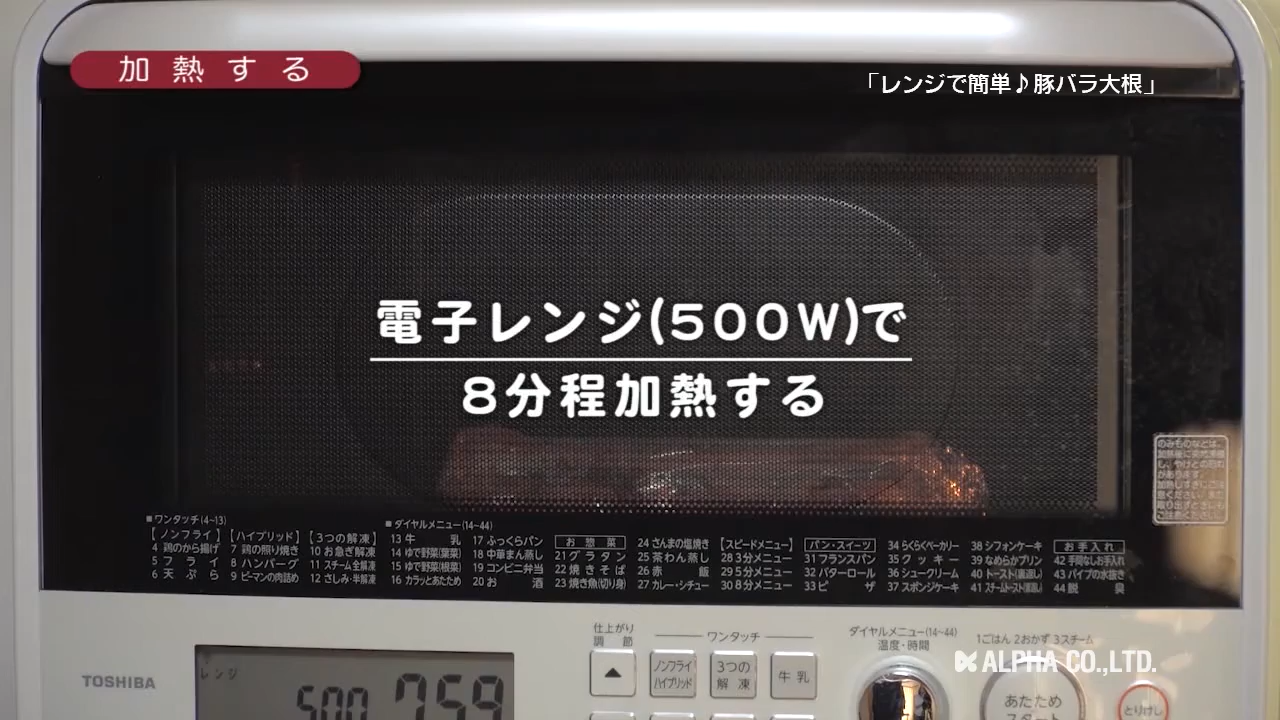 加熱する
「レンジで簡単♪豚バラ大根」
電子レンジ(500W)で
8分程加熱する
■ワンタッチ(4~13)
【ノンフライ】
4 鶏のから揚げ
5 フライ
6 天ぷら
【ハイブリッド】
7 鶏の照り焼き
8 ハンバーグ
9 ピーマンの肉詰め
【3つの解凍】
10 お急ぎ解凍
11 スチーム全解凍
12 さしみ・半解凍
■ダイヤルメニュー(14~44)
13 牛乳
14 ゆで野菜(葉菜)
15 ゆで野菜(根菜)
16 カラッとあたため
17 ふっくらパン
18 中華まん蒸し
19 コンビニ弁当
20 お酒
お惣菜
21 グラタン
22 焼きそば
23 焼き魚(切り身)
24 さんまの塩焼き
25 茶わん蒸し
26 赤飯
27 カレー・シチュー
【スピードメニュー】
28 3分メニュー
29 5分メニュー
30 8分メニュー
パン・スイーツ
31 フランスパン
32 バターロール
33 ピザ
34 らくらくベーカリー
35 クッキー
36 シュークリーム
37 スポンジケーキ
38 シフォンケーキ
39 なめらかプリン
40 トースト(裏返し)
41 スチームトースト(裏返し)
お手入れ
42 手間なしお手入れ
43 パイプの水抜き
44 脱臭
TOSHIBA
レンジ
500 759
仕上がり
調節
ワンタッチ
ノンフライ
ハイブリッド
3つの
解凍
牛乳
ダイヤルメニュー(14~44)
温度・時間
1ごはん 2おかず 3スチーム
あたため
スタート
とりけし
ALPHA CO.,LTD.